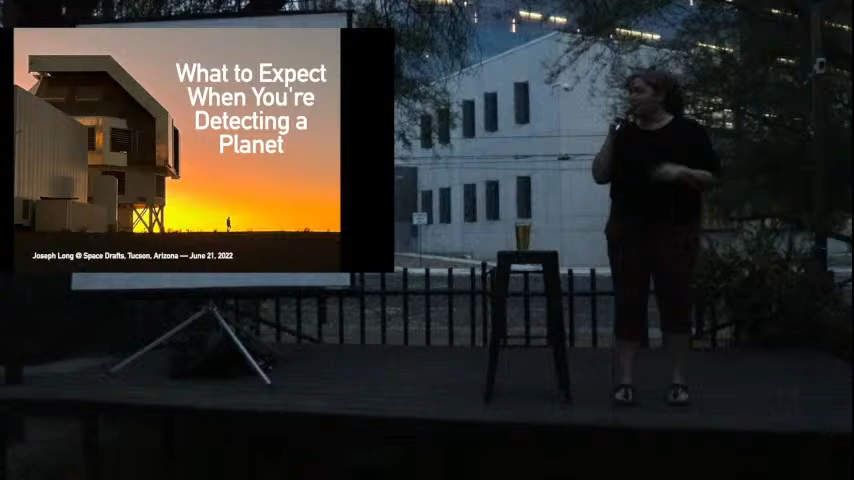 What to Expect
When You're
Detecting a
Planet
Joseph Long @ Space Drafts, Tucson, Arizona — June 21, 2022